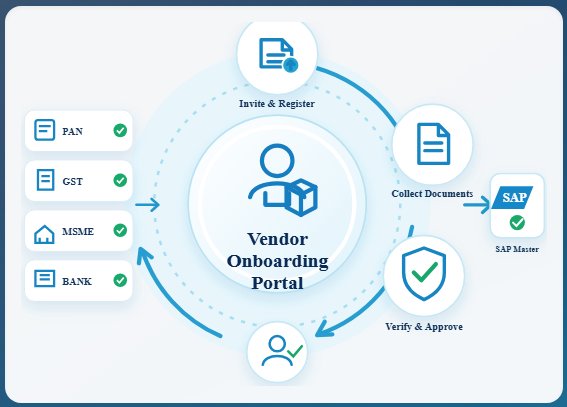 Invite & Register
PAN
GST
MSME
BANK
Vendor
Onboarding
Portal
Collect Documents
SAP
SAP Master
Verify & Approve